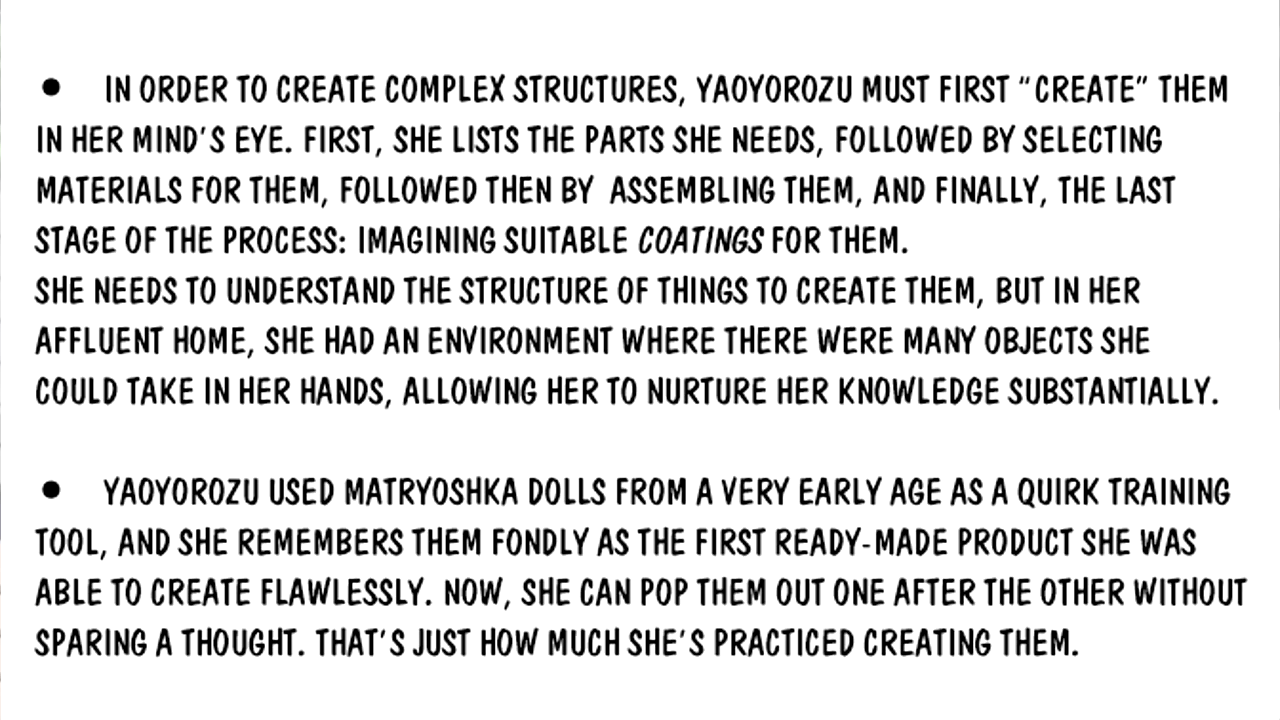 • IN ORDER TO CREATE COMPLEX STRUCTURES, YAOYOROZU MUST FIRST “CREATE” THEM
IN HER MIND’S EYE. FIRST, SHE LISTS THE PARTS SHE NEEDS, FOLLOWED BY SELECTING
MATERIALS FOR THEM, FOLLOWED THEN BY ASSEMBLING THEM, AND FINALLY, THE LAST
STAGE OF THE PROCESS: IMAGINING SUITABLE COATINGS FOR THEM.
SHE NEEDS TO UNDERSTAND THE STRUCTURE OF THINGS TO CREATE THEM, BUT IN HER
AFFLUENT HOME, SHE HAD AN ENVIRONMENT WHERE THERE WERE MANY OBJECTS SHE
COULD TAKE IN HER HANDS, ALLOWING HER TO NURTURE HER KNOWLEDGE SUBSTANTIALLY.
• YAOYOROZU USED MATRYOSHKA DOLLS FROM A VERY EARLY AGE AS A QUIRK TRAINING
TOOL, AND SHE REMEMBERS THEM FONDLY AS THE FIRST READY-MADE PRODUCT SHE WAS
ABLE TO CREATE FLAWLESSLY. NOW, SHE CAN POP THEM OUT ONE AFTER THE OTHER WITHOUT
SPARING A THOUGHT. THAT’S JUST HOW MUCH SHE’S PRACTICED CREATING THEM.